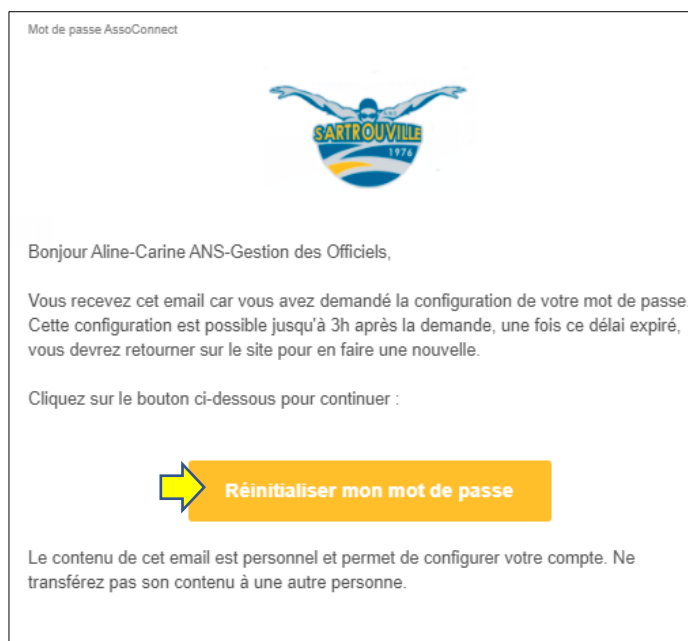 Mot de passe AssoConnect
ANS
SARTROUVILLE
1976
Bonjour Aline-Carine ANS-Gestion des Officiels,
Vous recevez cet email car vous avez demandé la configuration de votre mot de passe.
Cette configuration est possible jusqu'à 3h après la demande, une fois ce délai expiré,
vous devrez retourner sur le site pour en faire une nouvelle.
Cliquez sur le bouton ci-dessous pour continuer :
Réinitialiser mon mot de passe
Le contenu de cet email est personnel et permet de configurer votre compte. Ne
transférez pas son contenu à une autre personne.